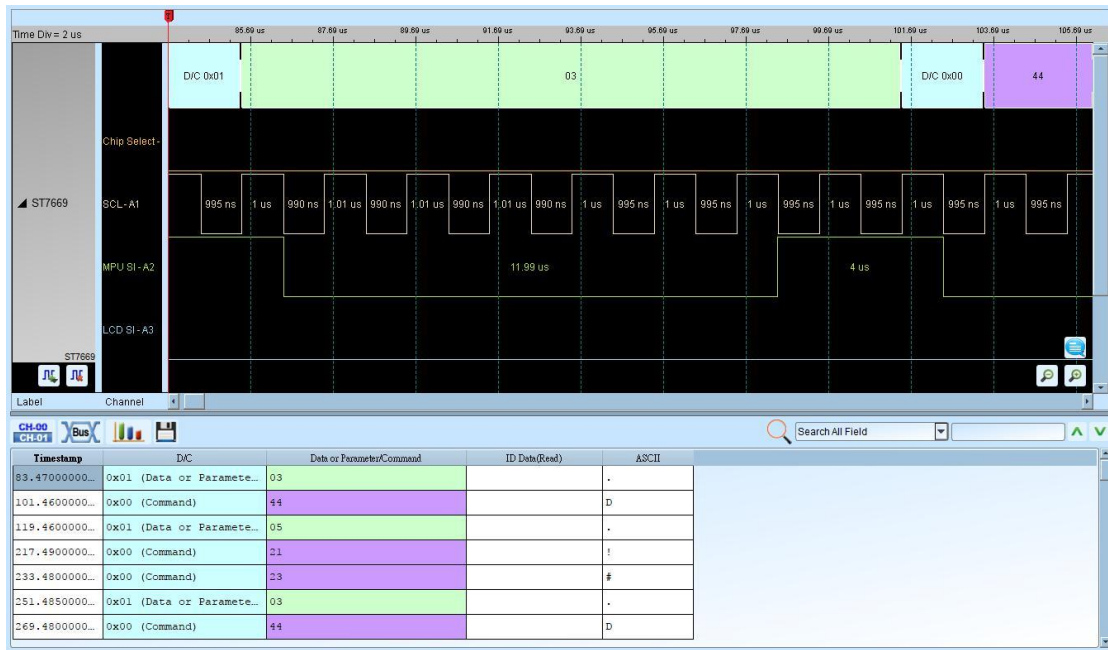 Time Div = 2 us 85.69 us 87.69 us 89.69 us 91.69 us 93.69 us 95.69 us 97.69 us 99.69 us 101.69 us 103.69 us 105.69 us
D/C 0x01 03 D/C 0x00 44
Chip Select-
ST7669 SCL-A1 995 ns 1 us 990 ns 1.01 us 990 ns 1.01 us 990 ns 1.01 us 990 ns 1 us 995 ns 1 us 995 ns 1 us 995 ns 1 us 995 ns 1 us 995 ns 1 us 995 ns
MPU SI-A2 11.99 us 4 us
LCD SI-A3
ST7669
Label Channel
CH-00
CH-01
Bus
Search All Field
Timestamp D/C Data or Parameter/Command ID Data(Read) ASCII
83.47000000... 0x01 (Data or Paramete... 03 .
101.4600000... 0x00 (Command) 44 D
119.4600000... 0x01 (Data or Paramete... 05 .
217.4900000... 0x00 (Command) 21 !
233.4800000... 0x00 (Command) 23 #
251.4850000... 0x01 (Data or Paramete... 03 .
269.4800000... 0x00 (Command) 44 D